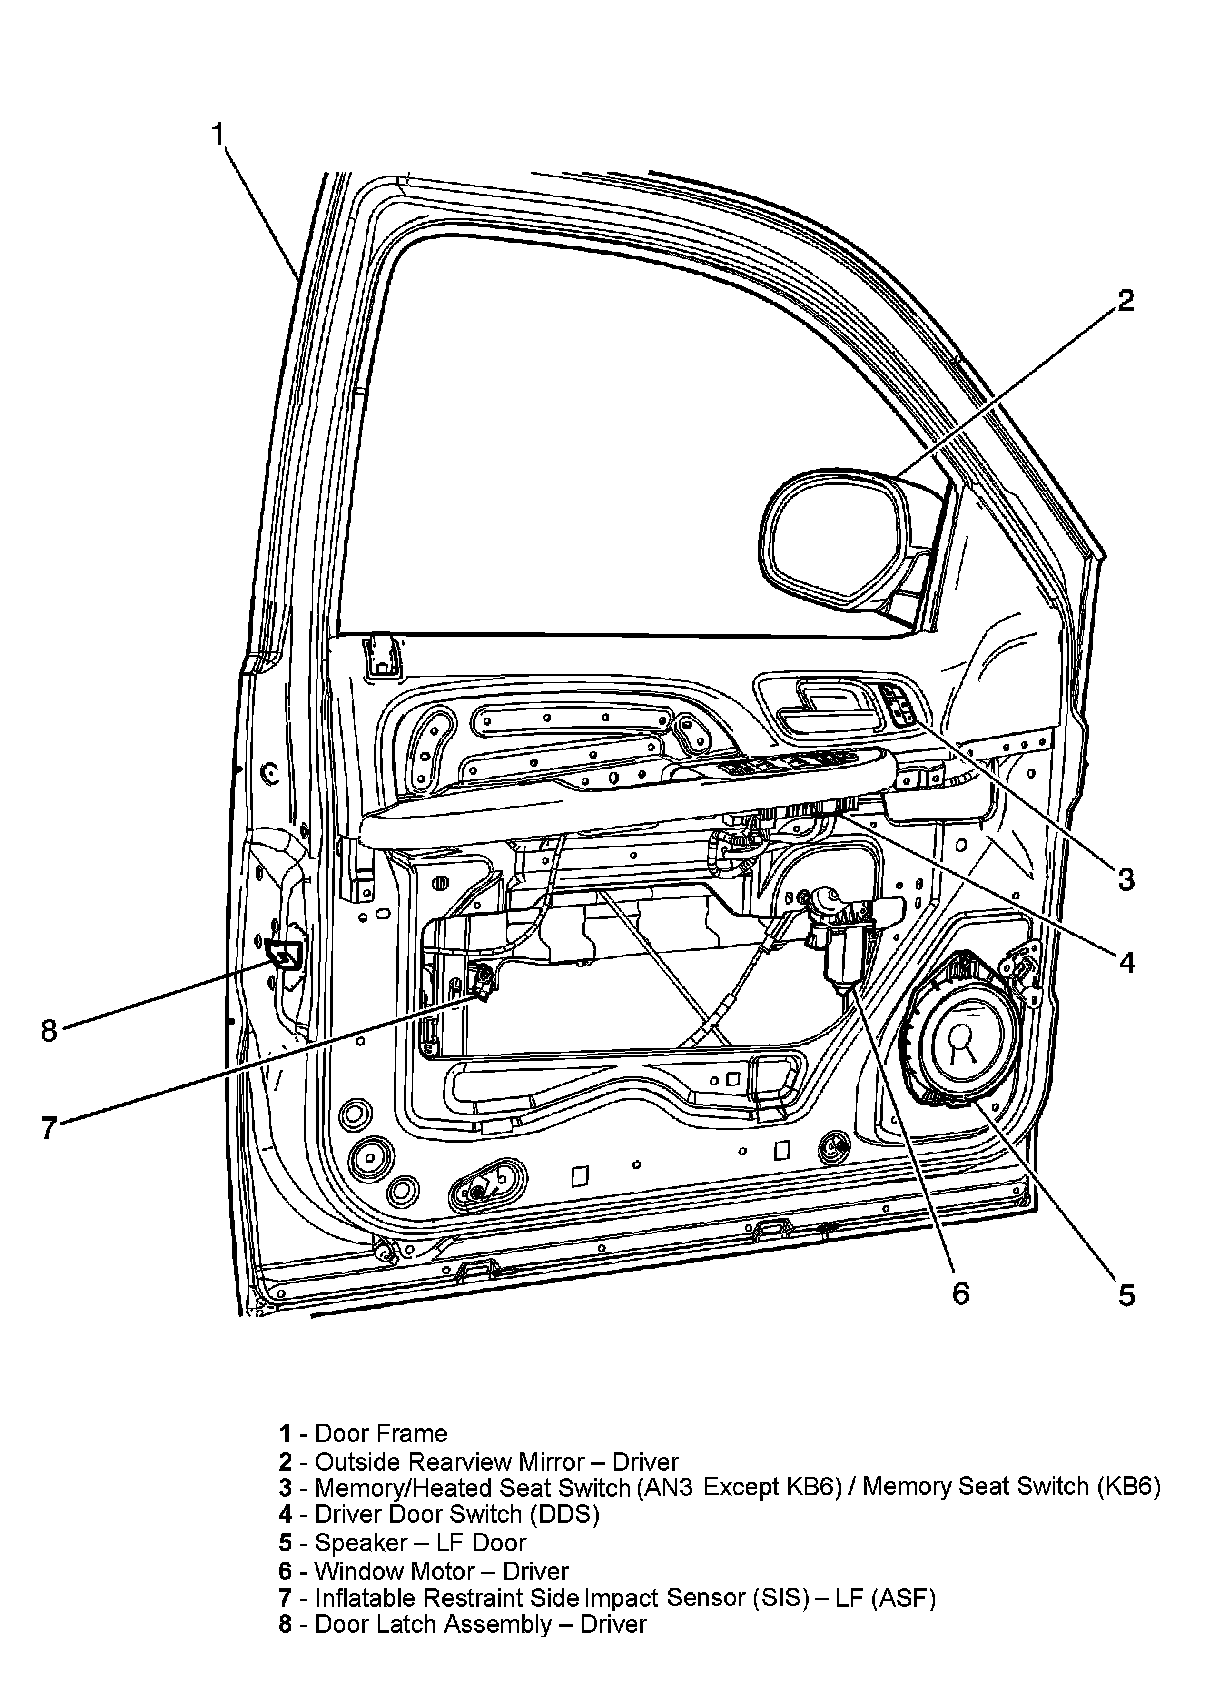 1
2
3
4
8
7
6
5
1 - Door Frame
2 - Outside Rearview Mirror – Driver
3 - Memory/Heated Seat Switch (AN3 Except KB6) / Memory Seat Switch (KB6)
4 - Driver Door Switch (DDS)
5 - Speaker – LF Door
6 - Window Motor – Driver
7 - Inflatable Restraint Side Impact Sensor (SIS) – LF (ASF)
8 - Door Latch Assembly – Driver